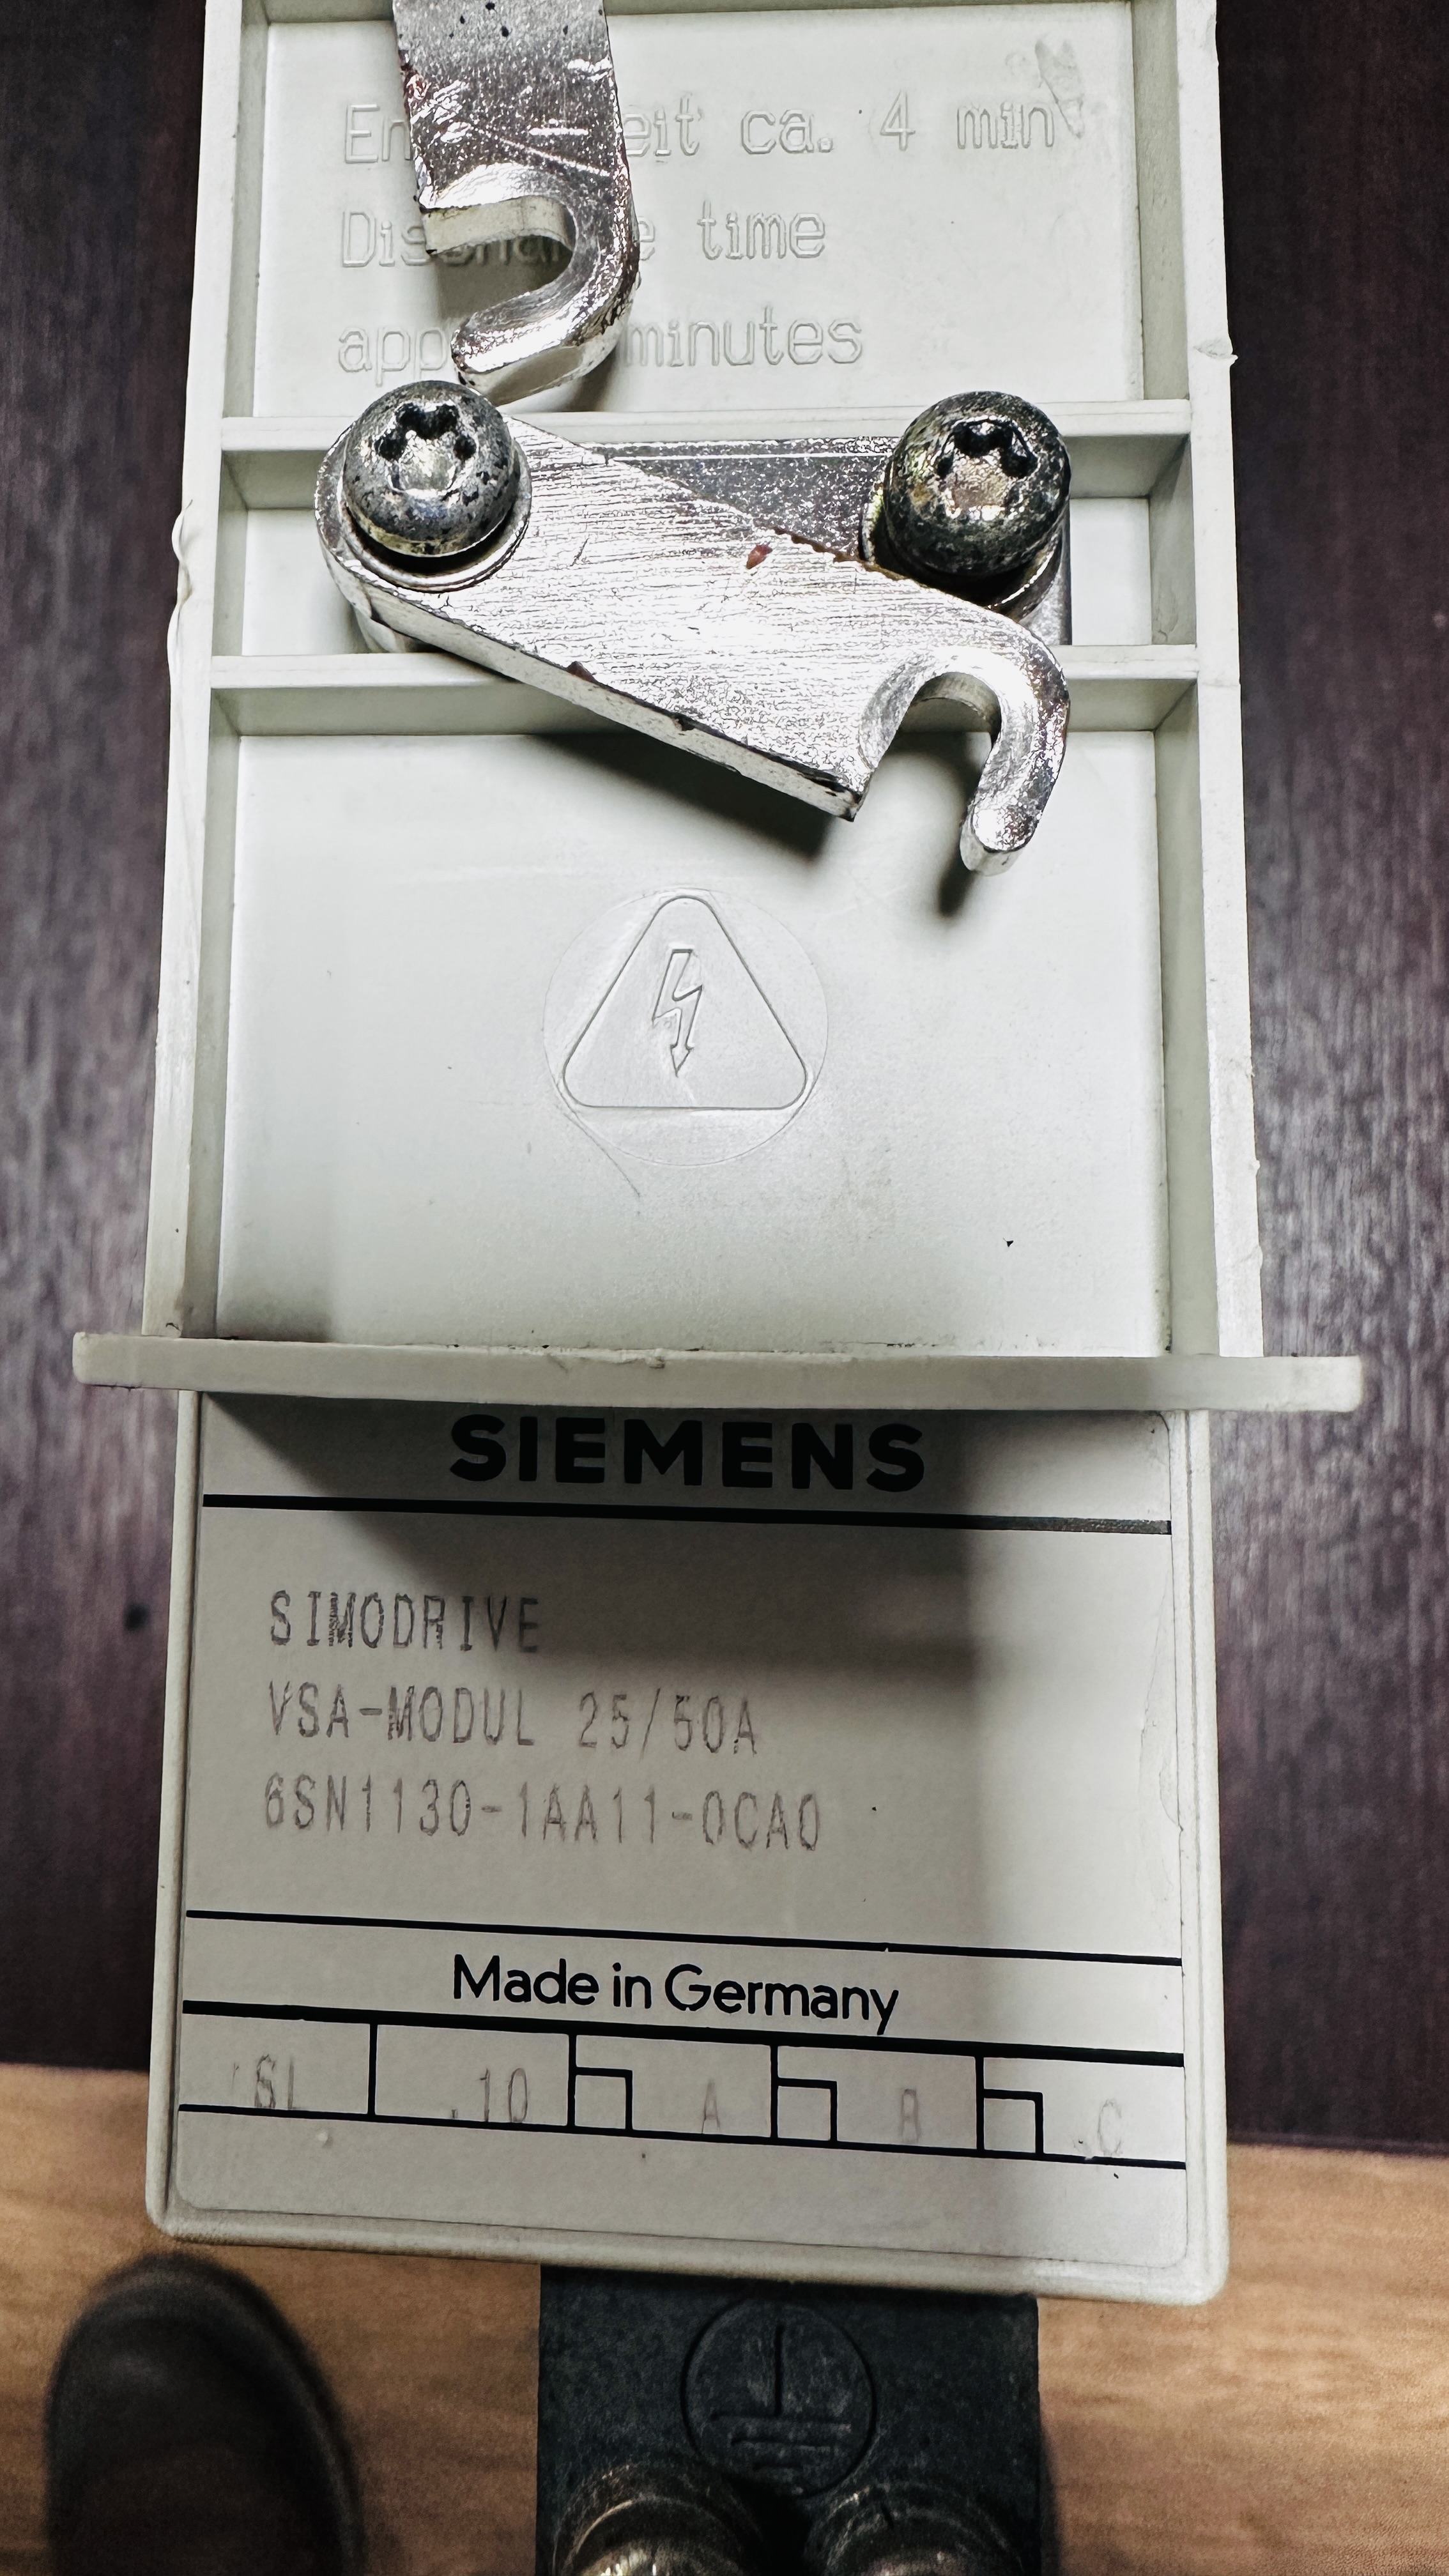 ca. 4 min
time
minutes
SIEMENS
SIMODRIVE
VSA-MODUL 25/50A
6SN1130-1AA11-0CA0
Made in Germany
SL .10 A B C